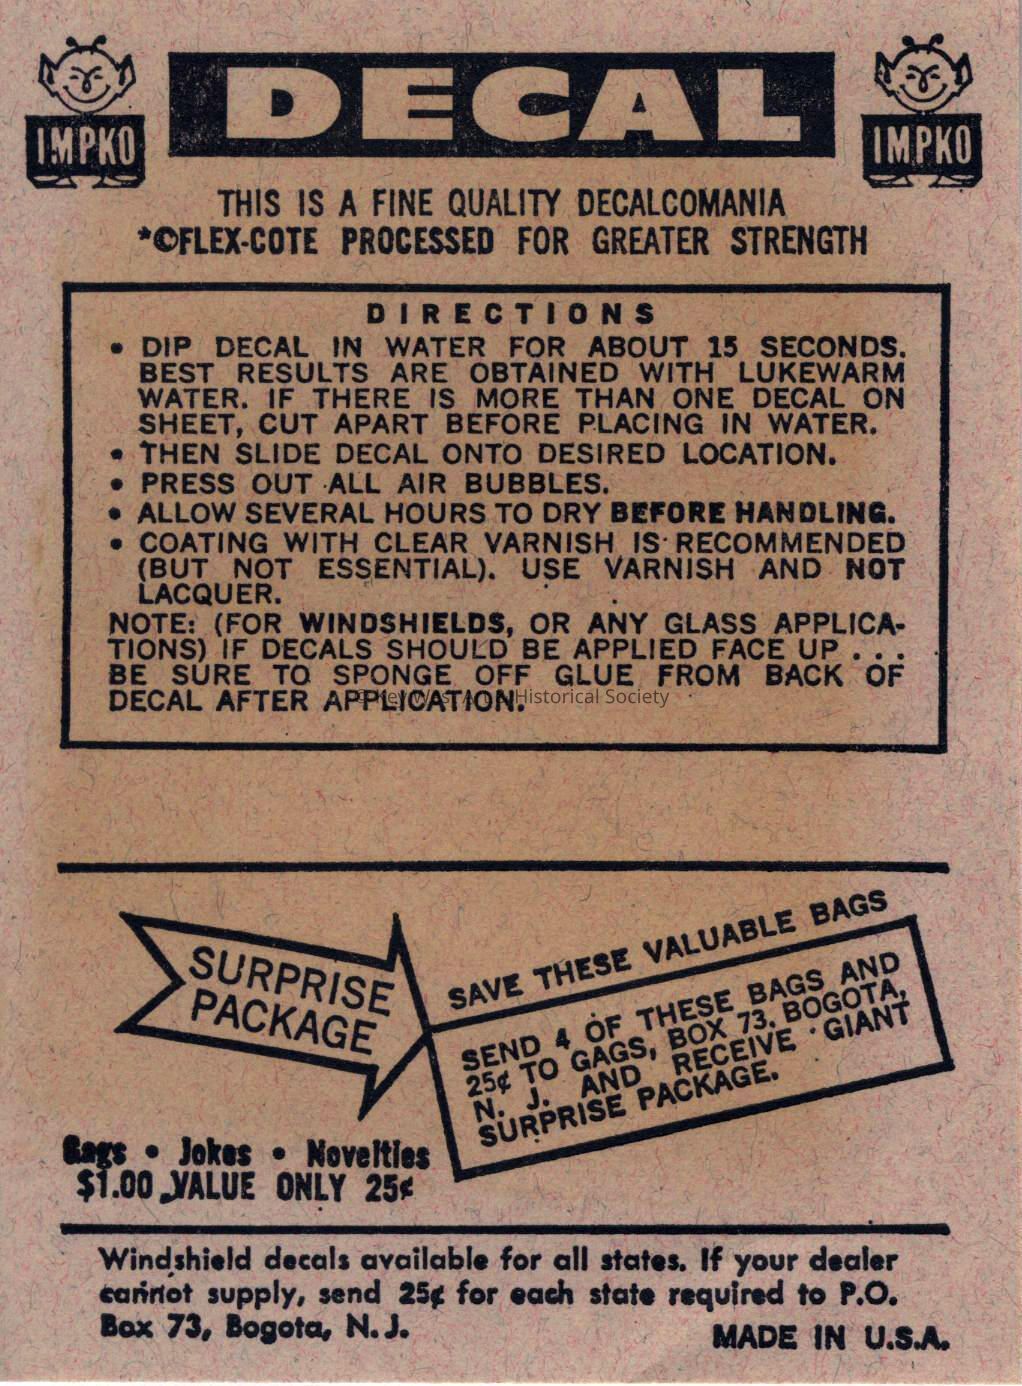 DECAL
IMPKO
IMPKO
THIS IS A FINE QUALITY DECALCOMANIA
*©FLEX-COTE PROCESSED FOR GREATER STRENGTH
DIRECTIONS
• DIP DECAL IN WATER FOR ABOUT 15 SECONDS.
BEST RESULTS ARE OBTAINED WITH LUKEWARM
WATER. IF THERE IS MORE THAN ONE DECAL ON
SHEET, CUT APART BEFORE PLACING IN WATER.
• THEN SLIDE DECAL ONTO DESIRED LOCATION.
• PRESS OUT ALL AIR BUBBLES.
• ALLOW SEVERAL HOURS TO DRY BEFORE HANDLING.
• COATING WITH CLEAR VARNISH IS RECOMMENDED
(BUT NOT ESSENTIAL). USE VARNISH AND NOT
LACQUER.
NOTE: (FOR WINDSHIELDS, OR ANY GLASS APPLICA-
TIONS) IF DECALS SHOULD BE APPLIED FACE UP . . .
BE SURE TO SPONGE OFF GLUE FROM BACK OF
DECAL AFTER APPLICATION.
© Key West Art & Historical Society
SURPRISE
PACKAGE
SAVE THESE VALUABLE BAGS
SEND 4 OF THESE BAGS AND
25¢ TO GAGS, BOX 73, BOGOTA,
N. J. AND RECEIVE GIANT
SURPRISE PACKAGE.
Gags • Jokes • Novelties
$1.00 VALUE ONLY 25¢
Windshield decals available for all states. If your dealer
cannot supply, send 25¢ for each state required to P.O.
Box 73, Bogota, N. J.
MADE IN U.S.A.